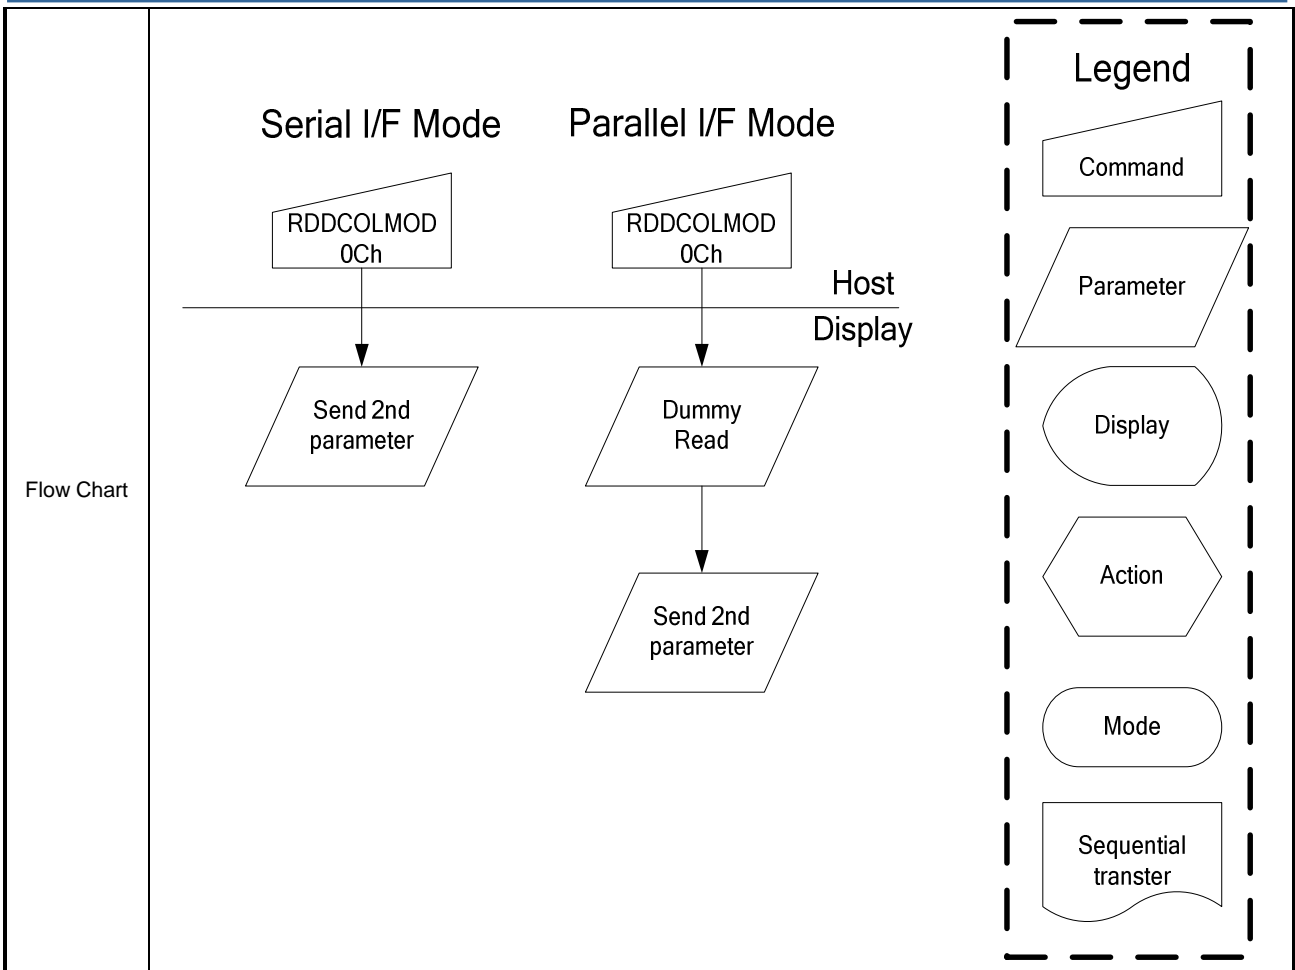 Flow Chart
Serial I/F Mode
RDDCOLMOD
0Ch
Send 2nd
parameter
Parallel I/F Mode
RDDCOLMOD
0Ch
Host
Display
Dummy
Read
Send 2nd
parameter
Legend
Command
Parameter
Display
Action
Mode
Sequential
transter